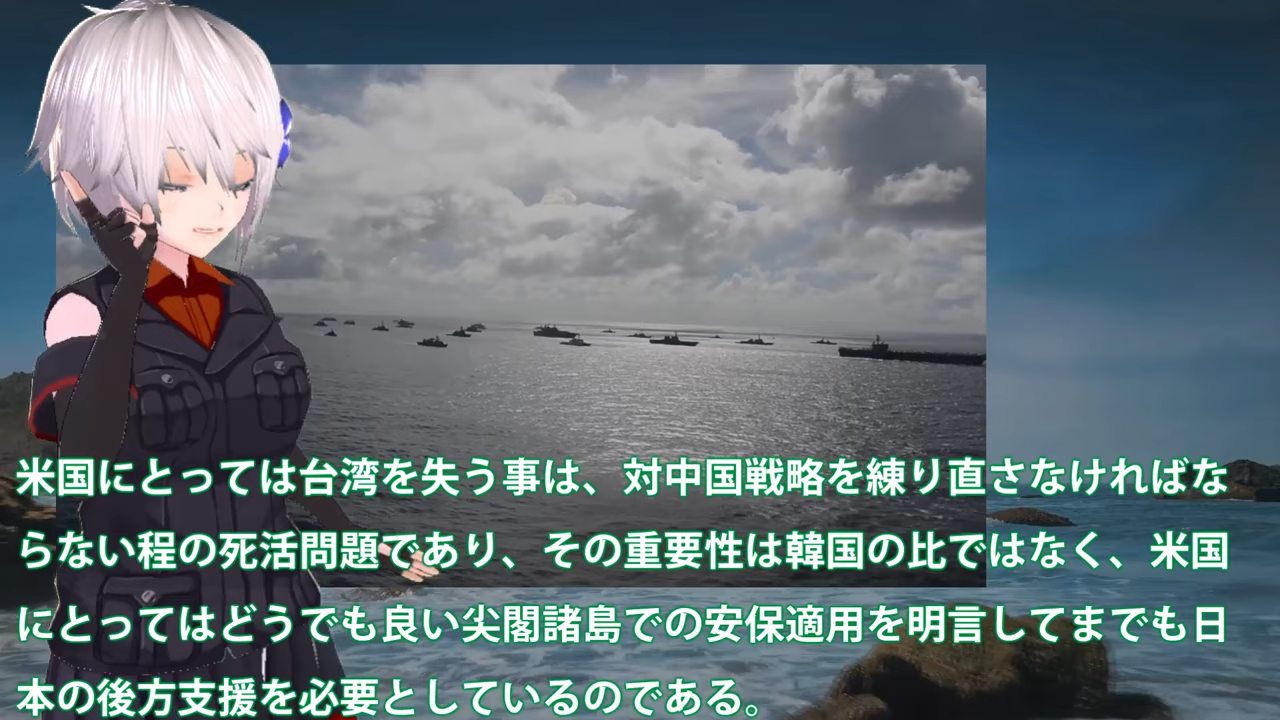 米国にとっては台湾を失う事は、対中国戦略を練り直さなければな
らない程の死活問題であり、その重要性は韓国の比ではなく、米国
にとってはどうでも良い尖閣諸島での安保適用を明言してまでも日
本の後方支援を必要としているのである。